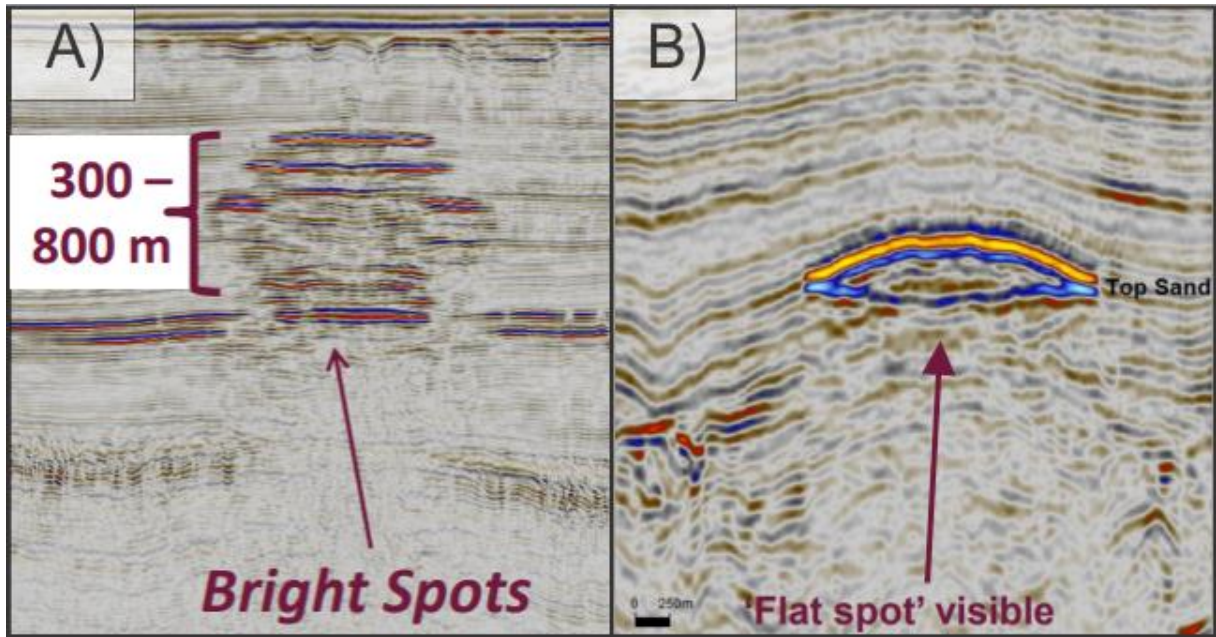 A)
300 –
800 m
Bright Spots
B)
Top Sand
0 250m
'Flat spot' visible